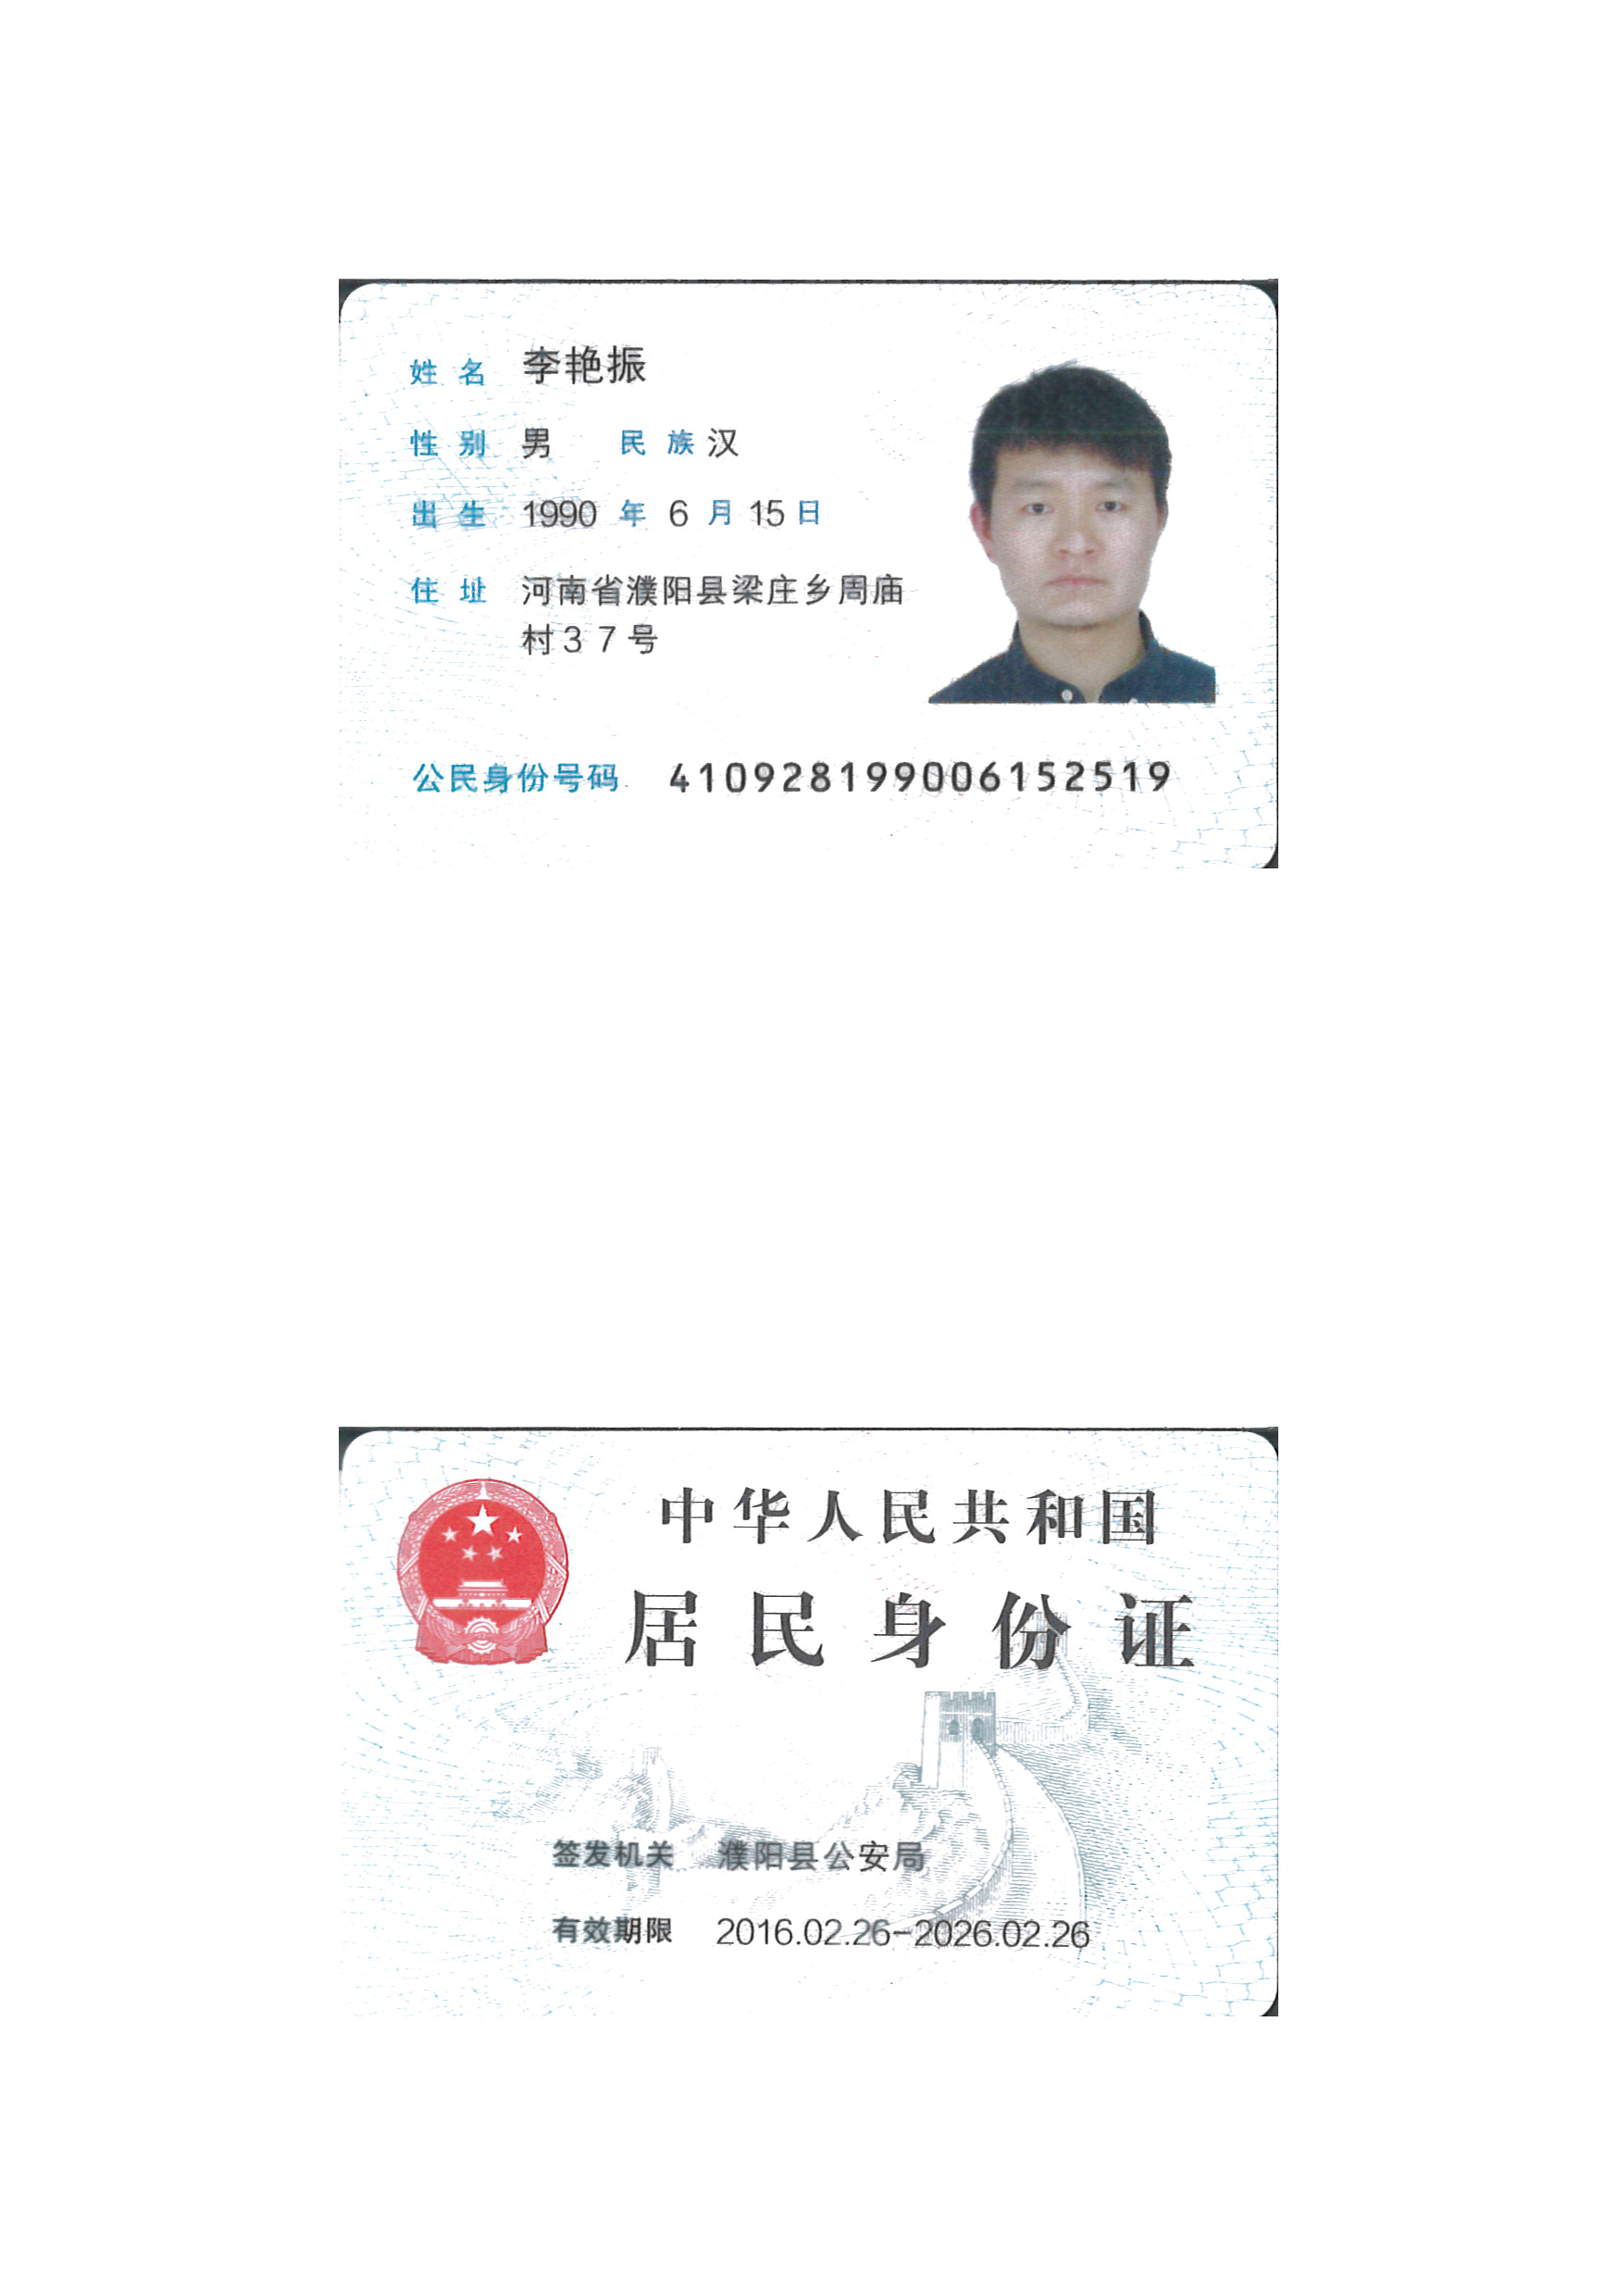 姓名 李艳振
性别 男 民族 汉
出生 1990 年 6 月 15 日
住址 河南省濮阳县梁庄乡周庙
村37号
公民身份号码 410928199006152519
中华人民共和国
居民身份证
签发机关 濮阳县公安局
有效期限 2016.02.26-2026.02.26